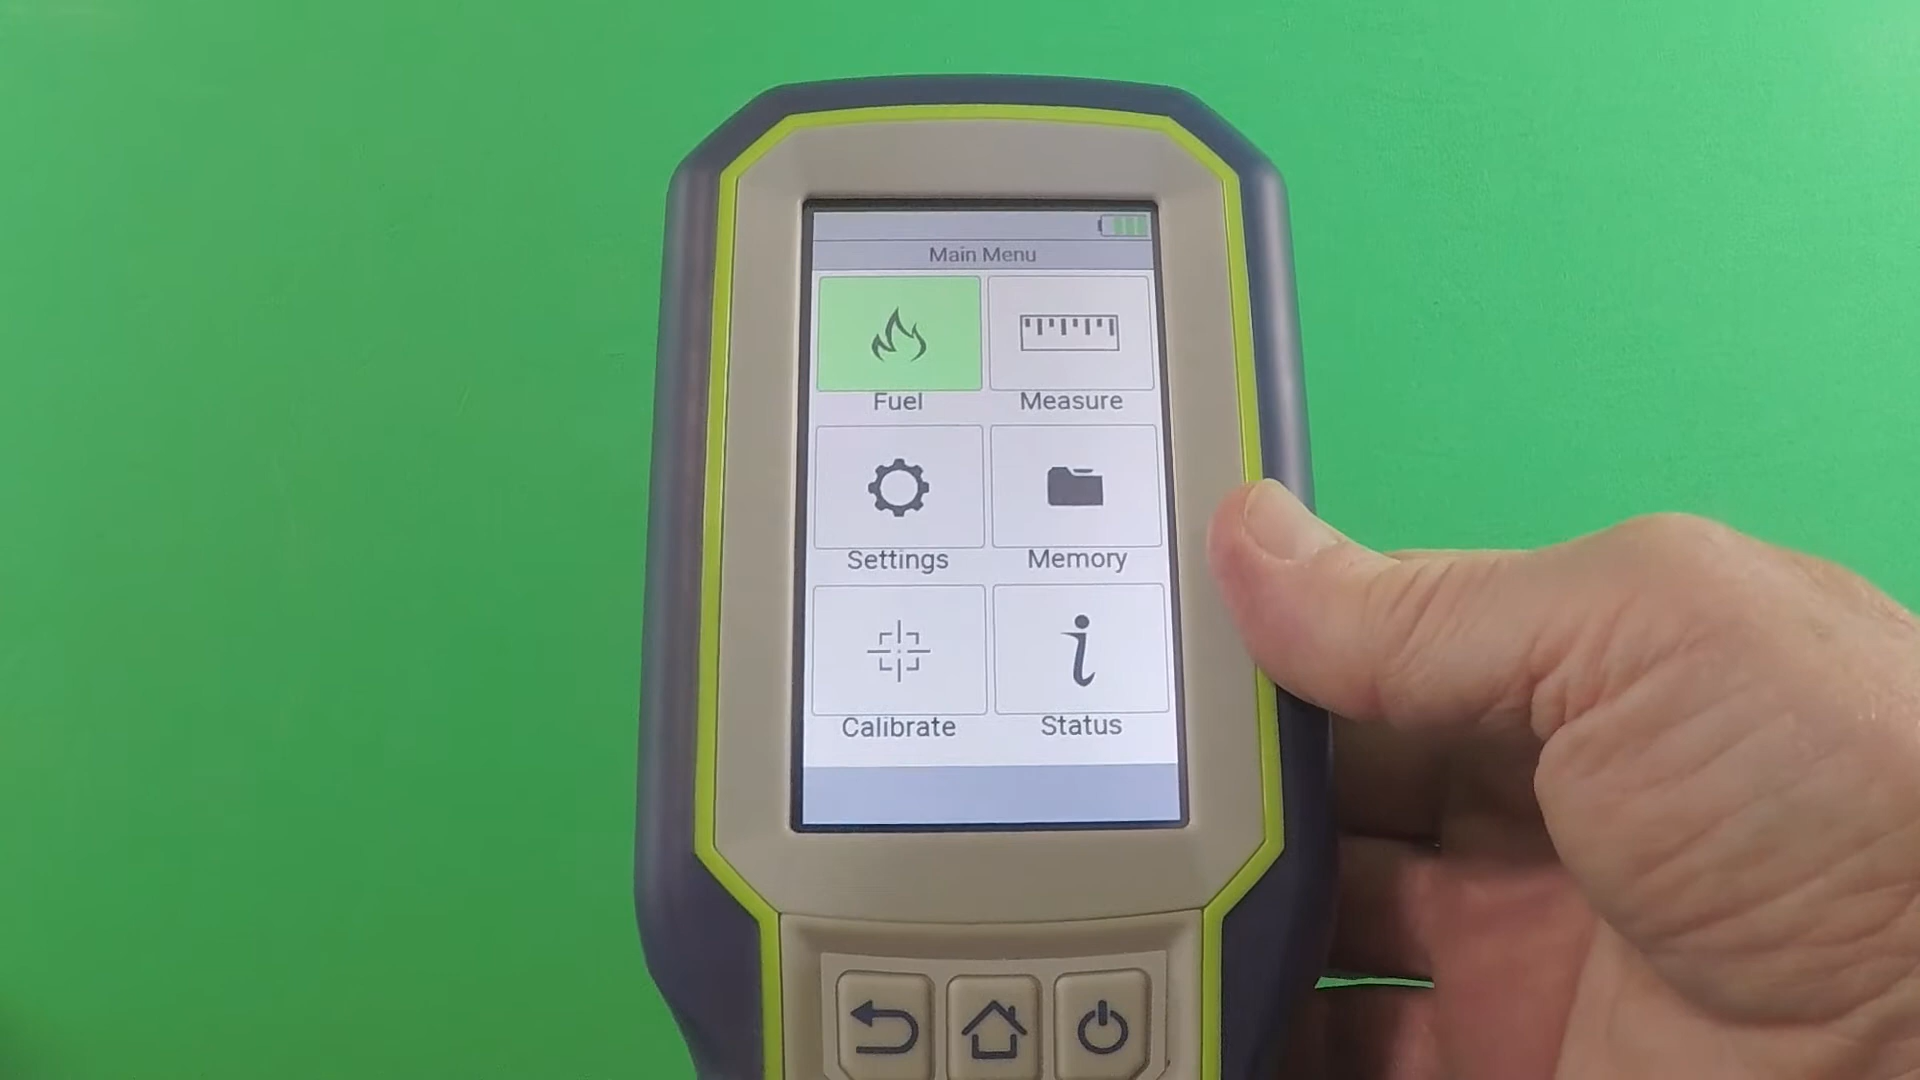 Main Menu
Fuel
Measure
Settings
Memory
Calibrate
Status